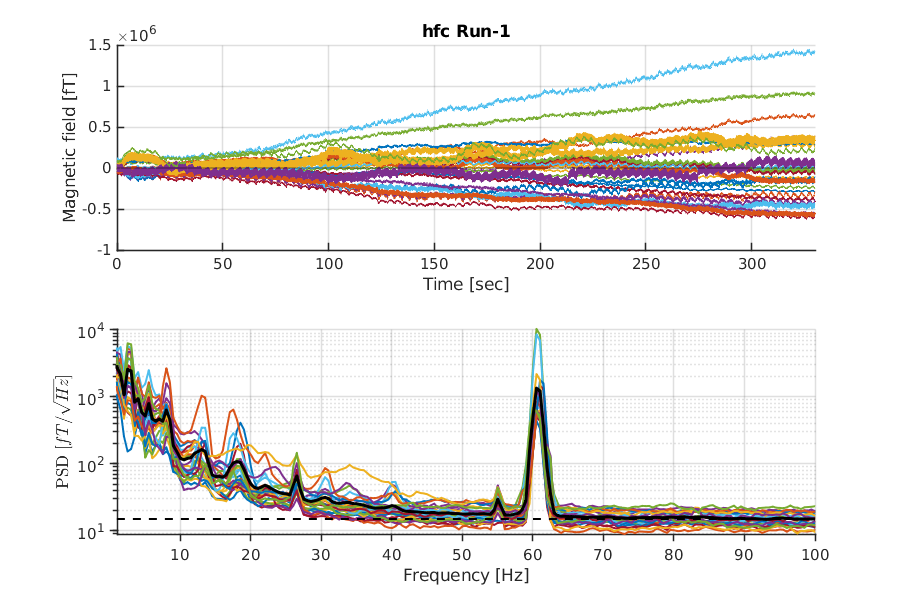 hfc Run-1
×10^6
1.5
1
0.5
0
-0.5
-1
Magnetic field [fT]
0 50 100 150 200 250 300
Time [sec]
10^4
10^3
10^2
10^1
PSD [fT/√Hz]
10 20 30 40 50 60 70 80 90 100
Frequency [Hz]